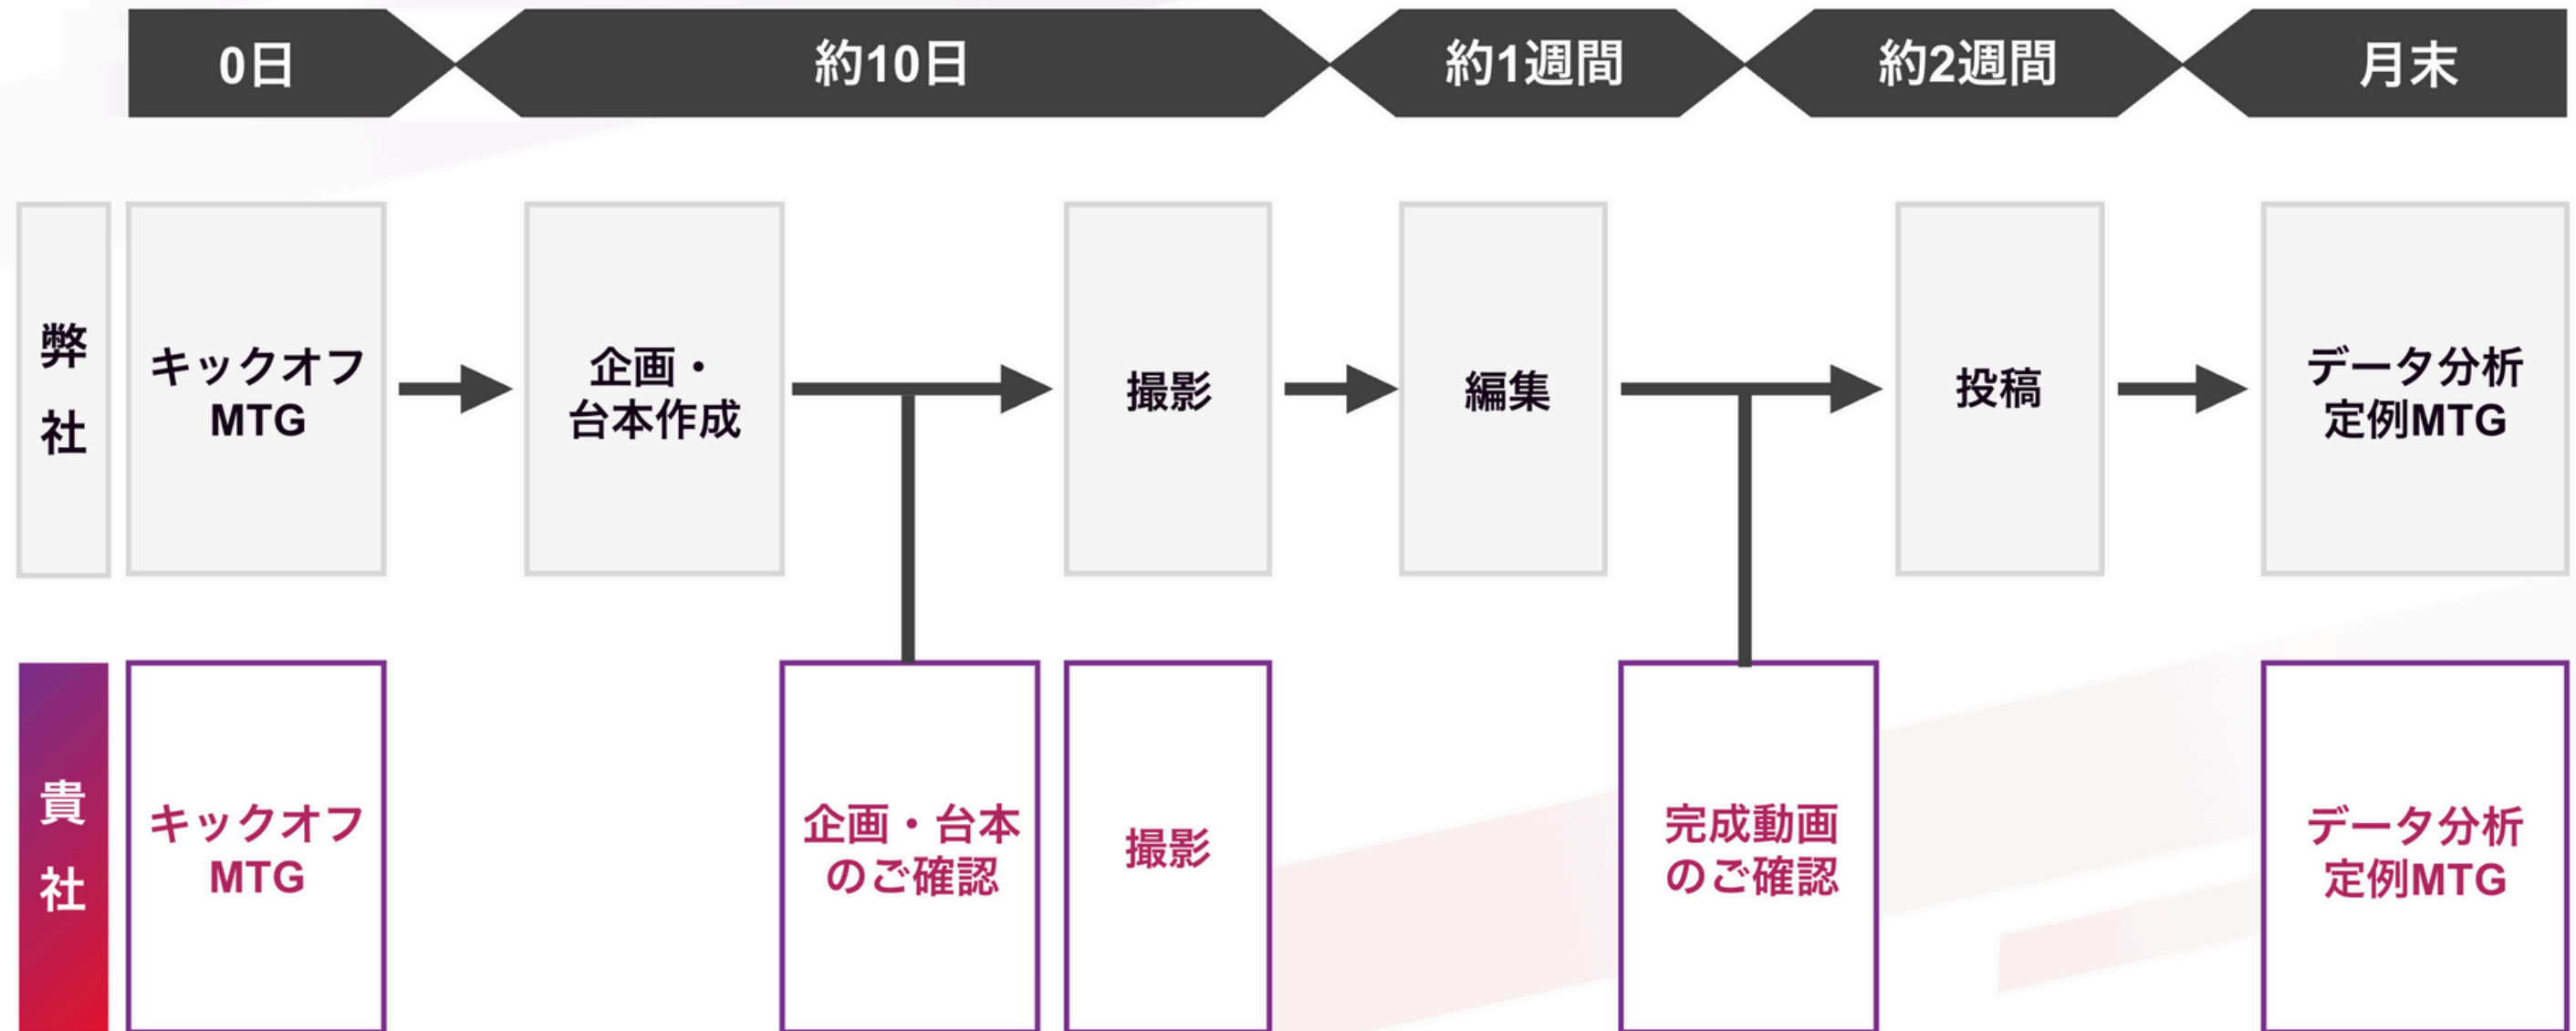 0日
約10日
約1週間
約2週間
月末
弊
社
キックオフ
MTG
企画・
台本作成
撮影
編集
投稿
データ分析
定例MTG
貴
社
キックオフ
MTG
企画・台本
のご確認
撮影
完成動画
のご確認
データ分析
定例MTG